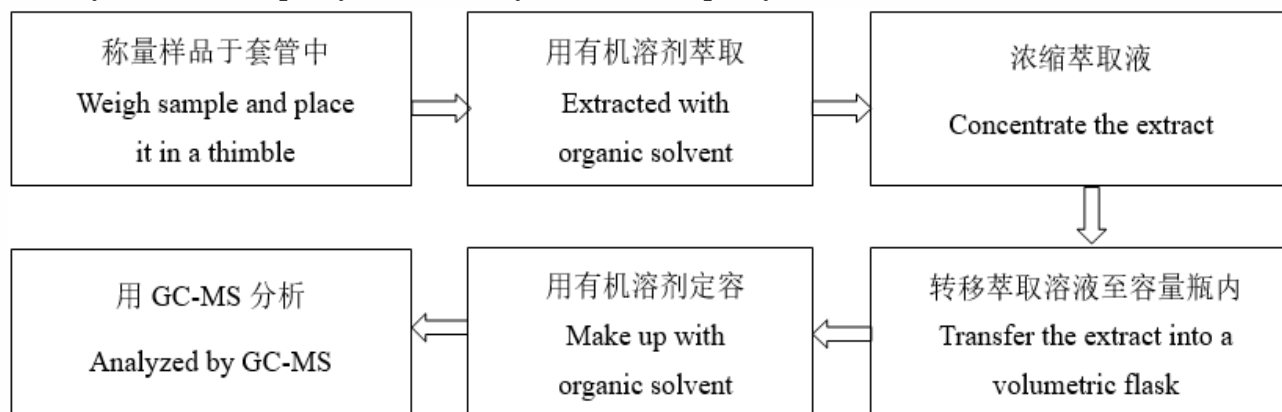 称量样品于套管中
Weigh sample and place
it in a thimble
用有机溶剂萃取
Extracted with
organic solvent
浓缩萃取液
Concentrate the extract
转移萃取溶液至容量瓶内
Transfer the extract into a
volumetric flask
用有机溶剂定容
Make up with
organic solvent
用 GC-MS 分析
Analyzed by GC-MS